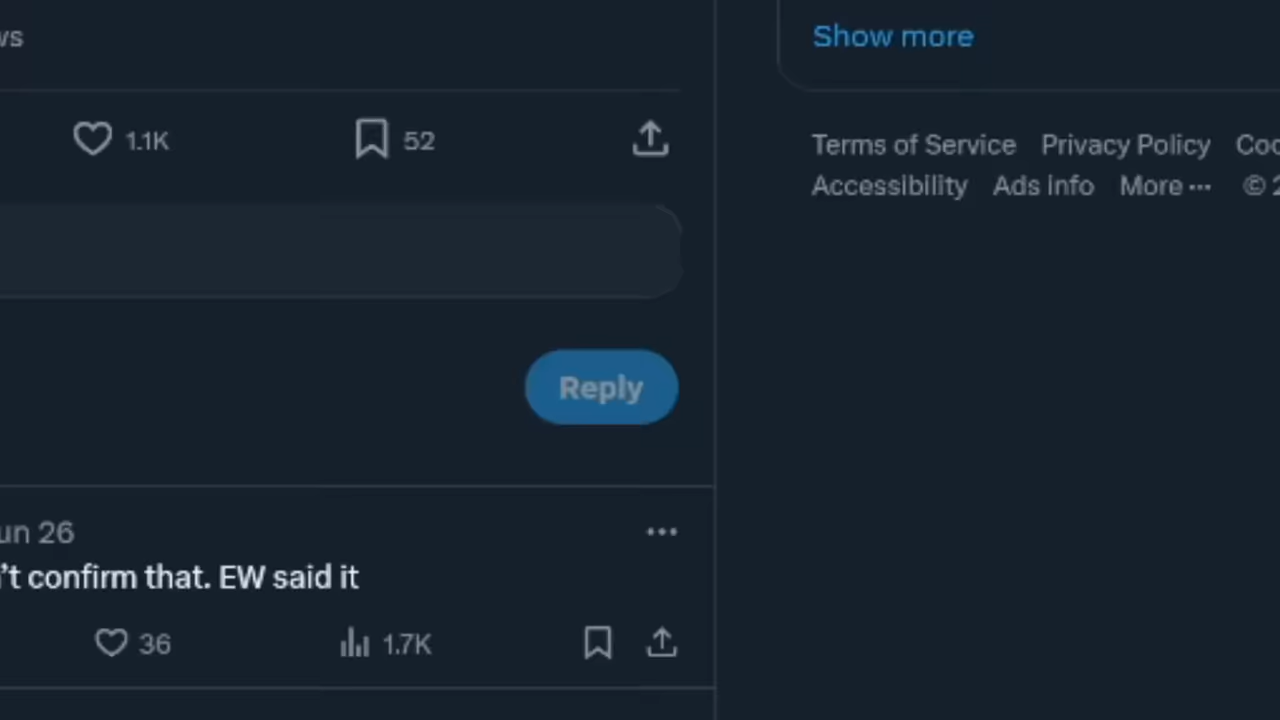 Show more
1.1K 52
Terms of Service Privacy Policy
Accessibility Ads info More ··· ©
Reply
26
confirm that. EW said it
36 1.7K